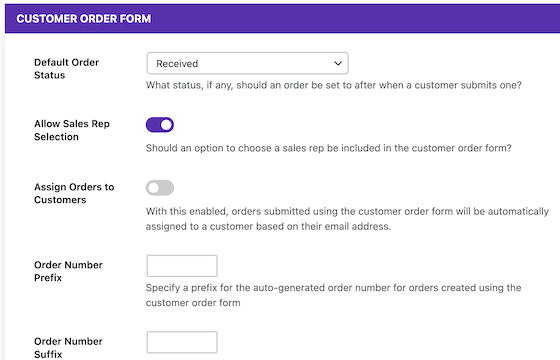 CUSTOMER ORDER FORM
Default Order
Status
Received
What status, if any, should an order be set to after when a customer submits one?
Allow Sales Rep
Selection
Should an option to choose a sales rep be included in the customer order form?
Assign Orders to
Customers
With this enabled, orders submitted using the customer order form will be automatically
assigned to a customer based on their email address.
Order Number
Prefix
Specify a prefix for the auto-generated order number for orders created using the
customer order form
Order Number
Suffix